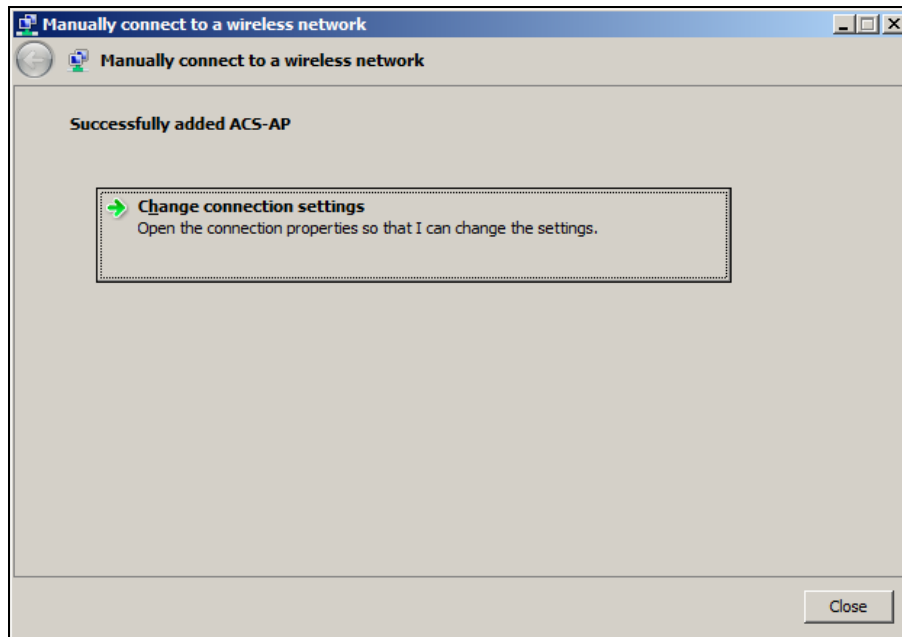 Manually connect to a wireless network
Manually connect to a wireless network
Successfully added ACS-AP
Change connection settings
Open the connection properties so that I can change the settings.
Close